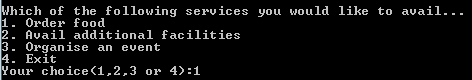 Which of the following services you would like to avail...
1. Order food
2. Avail additional facilities
3. Organise an event
4. Exit
Your choice(1,2,3 or 4):1